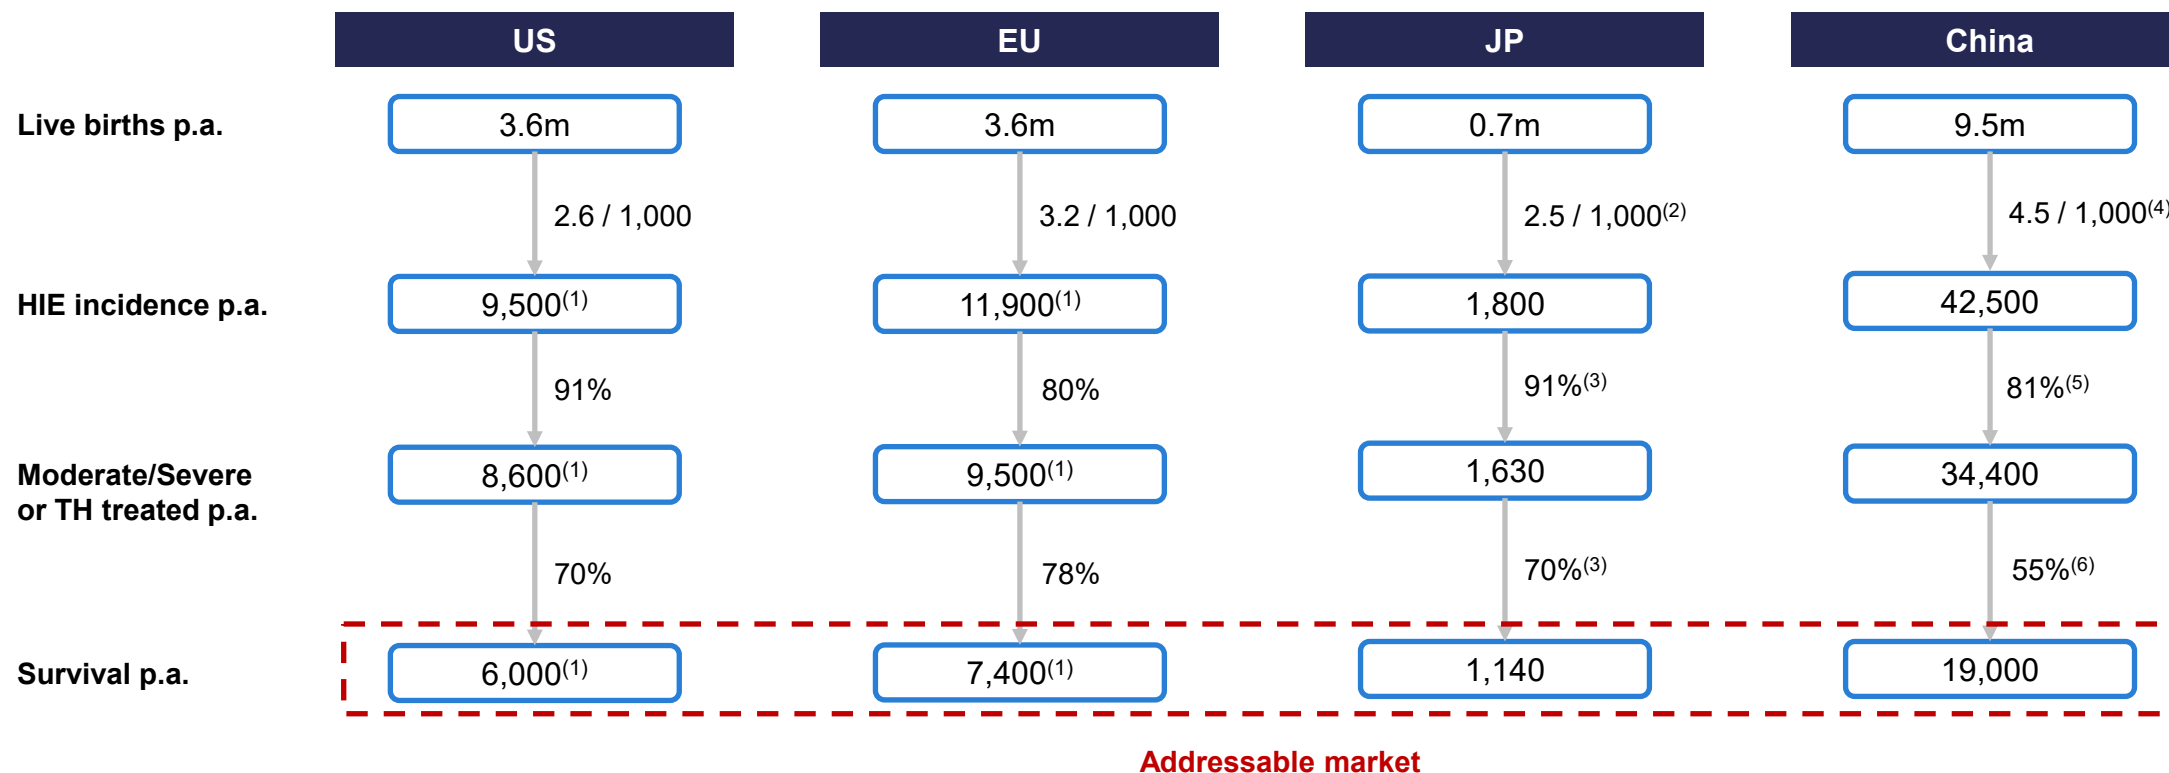 US EU JP China
Live births p.a. 3.6m 3.6m 0.7m 9.5m
2.6 / 1,000 3.2 / 1,000 2.5 / 1,000(2) 4.5 / 1,000(4)
HIE incidence p.a. 9,500(1) 11,900(1) 1,800 42,500
91% 80% 91%(3) 81%(5)
Moderate/Severe
or TH treated p.a. 8,600(1) 9,500(1) 1,630 34,400
70% 78% 70%(3) 55%(6)
Survival p.a. 6,000(1) 7,400(1) 1,140 19,000
Addressable market